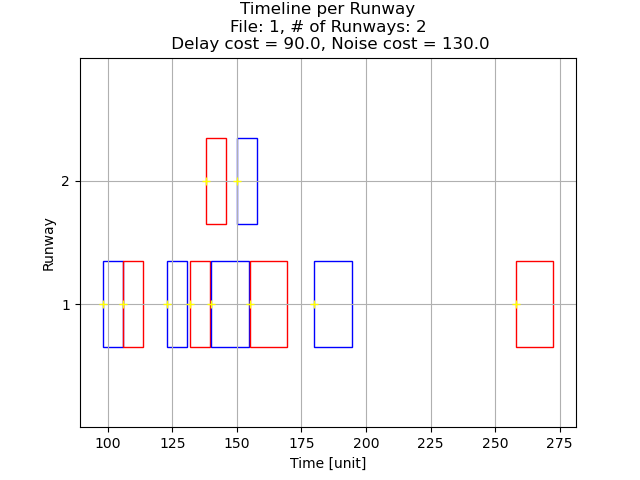 Timeline per Runway
File: 1, # of Runways: 2
Delay cost = 90.0, Noise cost = 130.0
Runway
2
1
100 125 150 175 200 225 250 275
Time [unit]